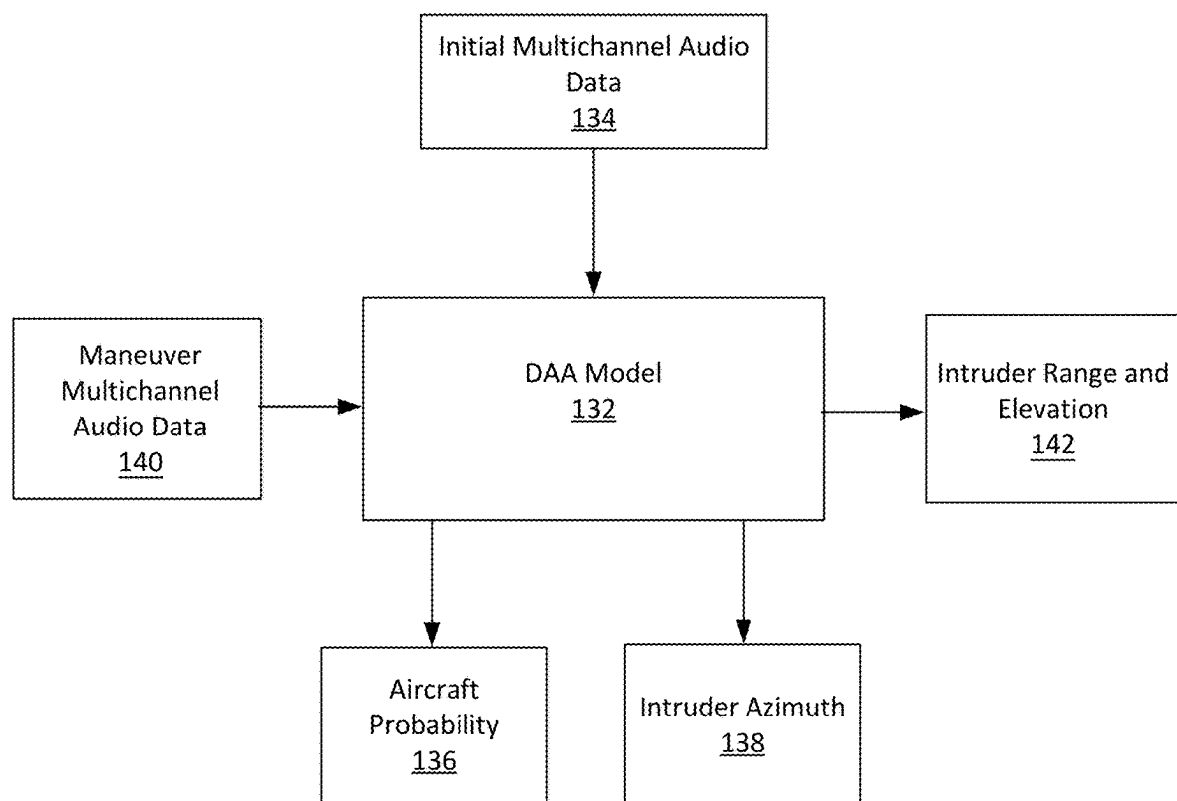 Initial Multichannel Audio
Data
134
Maneuver
Multichannel
Audio Data
140
DAA Model
132
Intruder Range and
Elevation
142
Aircraft
Probability
136
Intruder Azimuth
138